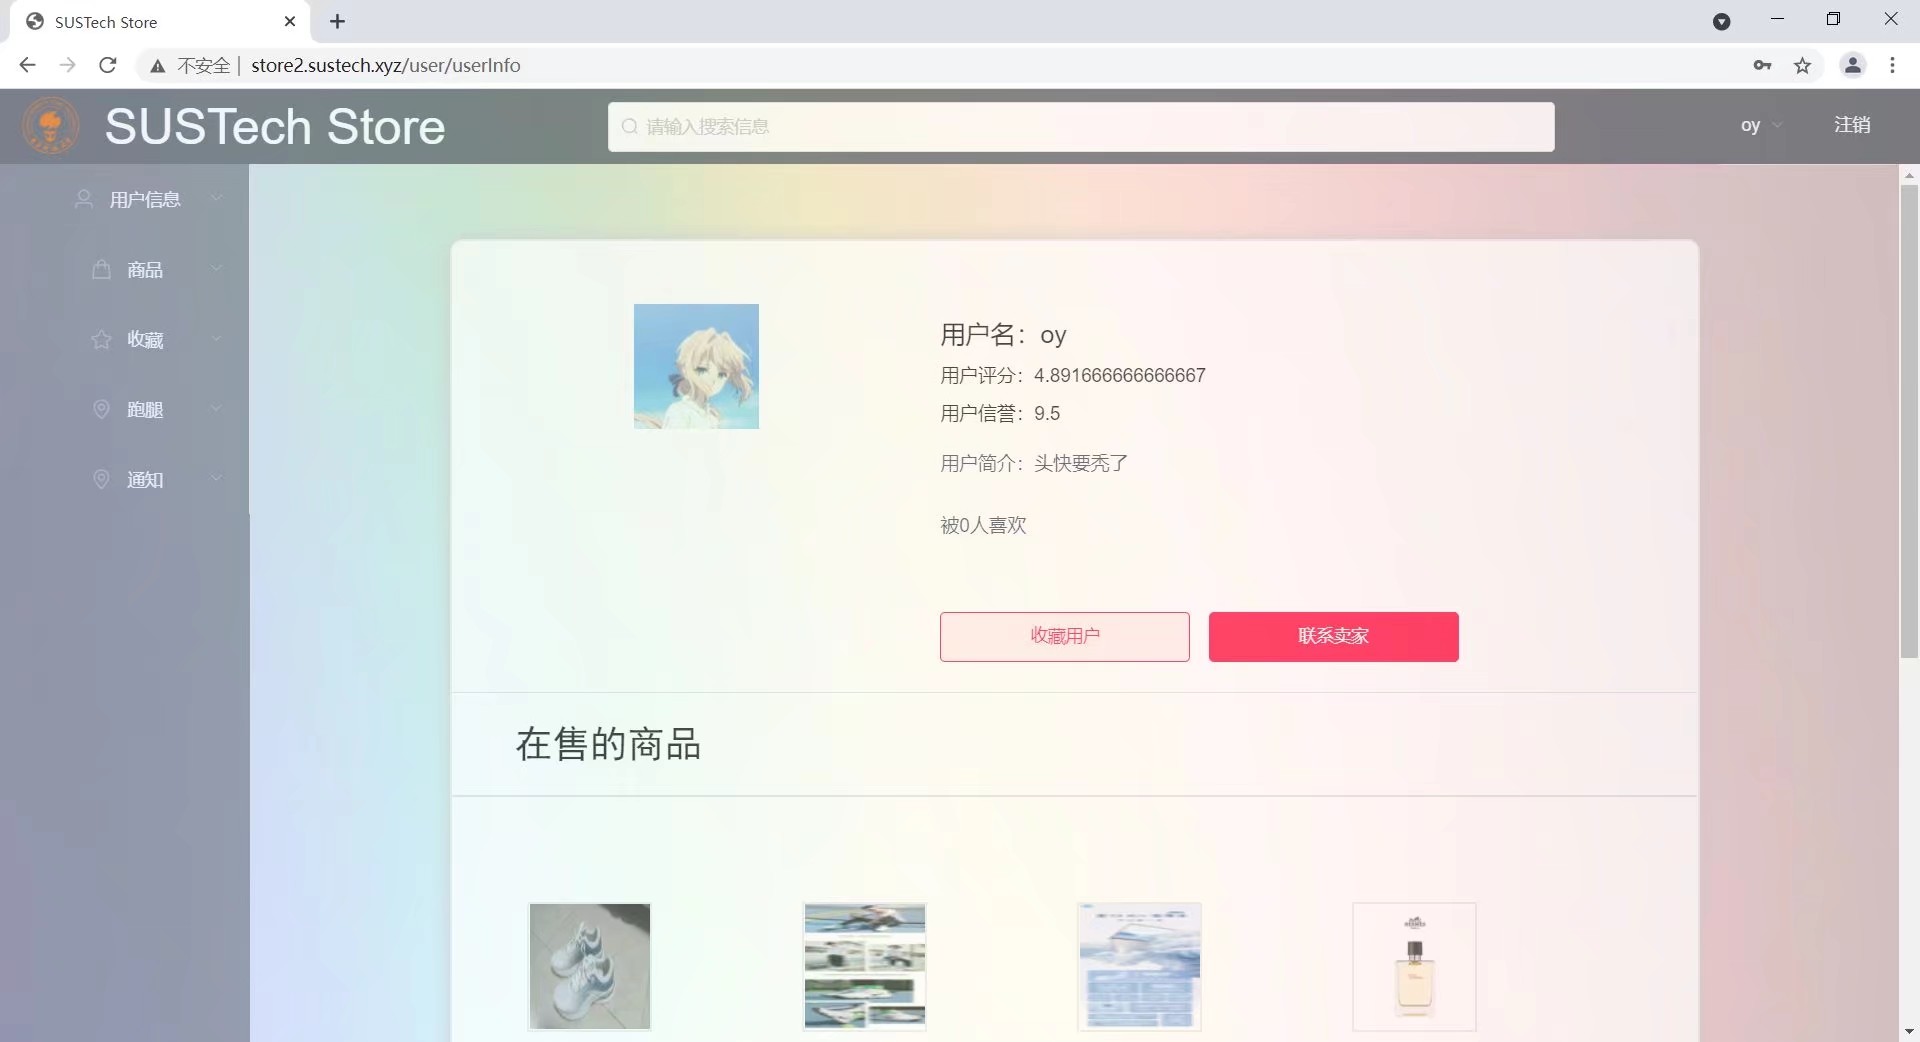 SUSTech Store
不安全 | store2.sustech.xyz/user/userInfo
SUSTech Store
请输入搜索信息
oy
注销
用户信息
商品
收藏
跑腿
通知
用户名：oy
用户评分：4.891666666666667
用户信誉：9.5
用户简介：头快要秃了
被0人喜欢
收藏用户
联系卖家
在售的商品